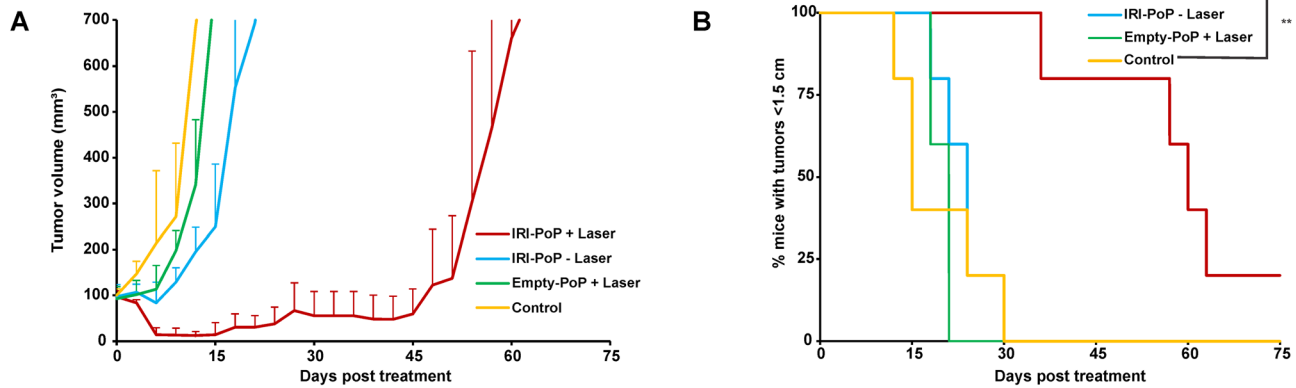 A
Tumor volume (mm³)
700
600
500
400
300
200
100
0
0 15 30 45 60 75
Days post treatment
IRI-PoP + Laser
IRI-PoP - Laser
Empty-PoP + Laser
Control
B
% mice with tumors <1.5 cm
100
75
50
25
0
0 15 30 45 60 75
Days post treatment
IRI-PoP - Laser
Empty-PoP + Laser
Control
**